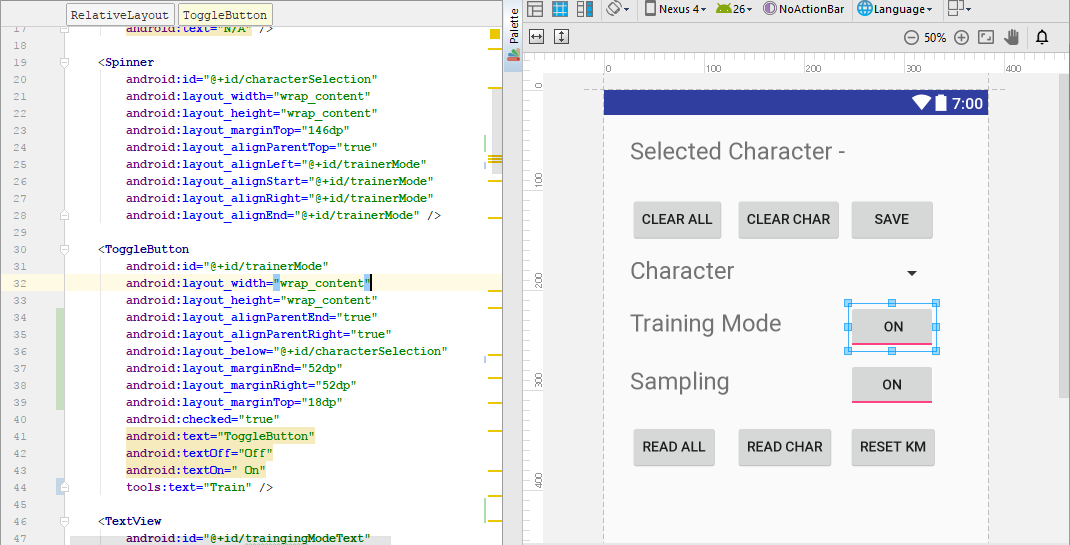 RelativeLayout ToggleButton
17 android:text="N/A" />
18
19 <Spinner
20 android:id="@+id/characterSelection"
21 android:layout_width="wrap_content"
22 android:layout_height="wrap_content"
23 android:layout_marginTop="146dp"
24 android:layout_alignParentTop="true"
25 android:layout_alignLeft="@+id/trainerMode"
26 android:layout_alignStart="@+id/trainerMode"
27 android:layout_alignRight="@+id/trainerMode"
28 android:layout_alignEnd="@+id/trainerMode" />
29
30 <ToggleButton
31 android:id="@+id/trainerMode"
32 android:layout_width="wrap_content"
33 android:layout_height="wrap_content"
34 android:layout_alignParentEnd="true"
35 android:layout_alignParentRight="true"
36 android:layout_below="@+id/characterSelection"
37 android:layout_marginEnd="52dp"
38 android:layout_marginRight="52dp"
39 android:layout_marginTop="18dp"
40 android:checked="true"
41 android:text="ToggleButton"
42 android:textOff="Off"
43 android:textOn=" On"
44 tools:text="Train" />
45
46 <TextView
47 android:id="@+id/traingingModeText"
Palette
Nexus 4 26 NoActionBar Language
50%
0 100 200 300 400
0
100
200
300
400
7:00
Selected Character -
CLEAR ALL CLEAR CHAR SAVE
Character
Training Mode ON
Sampling ON
READ ALL READ CHAR RESET KM